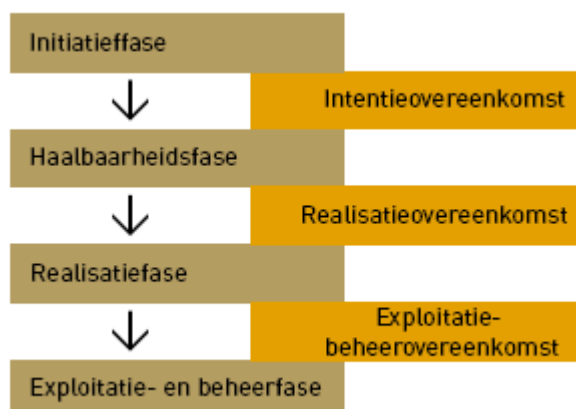 Initiatieffase
Intentieovereenkomst
Haalbaarheidsfase
Realisatieovereenkomst
Realisatiefase
Exploitatie-
beheerovereenkomst
Exploitatie- en beheerfase